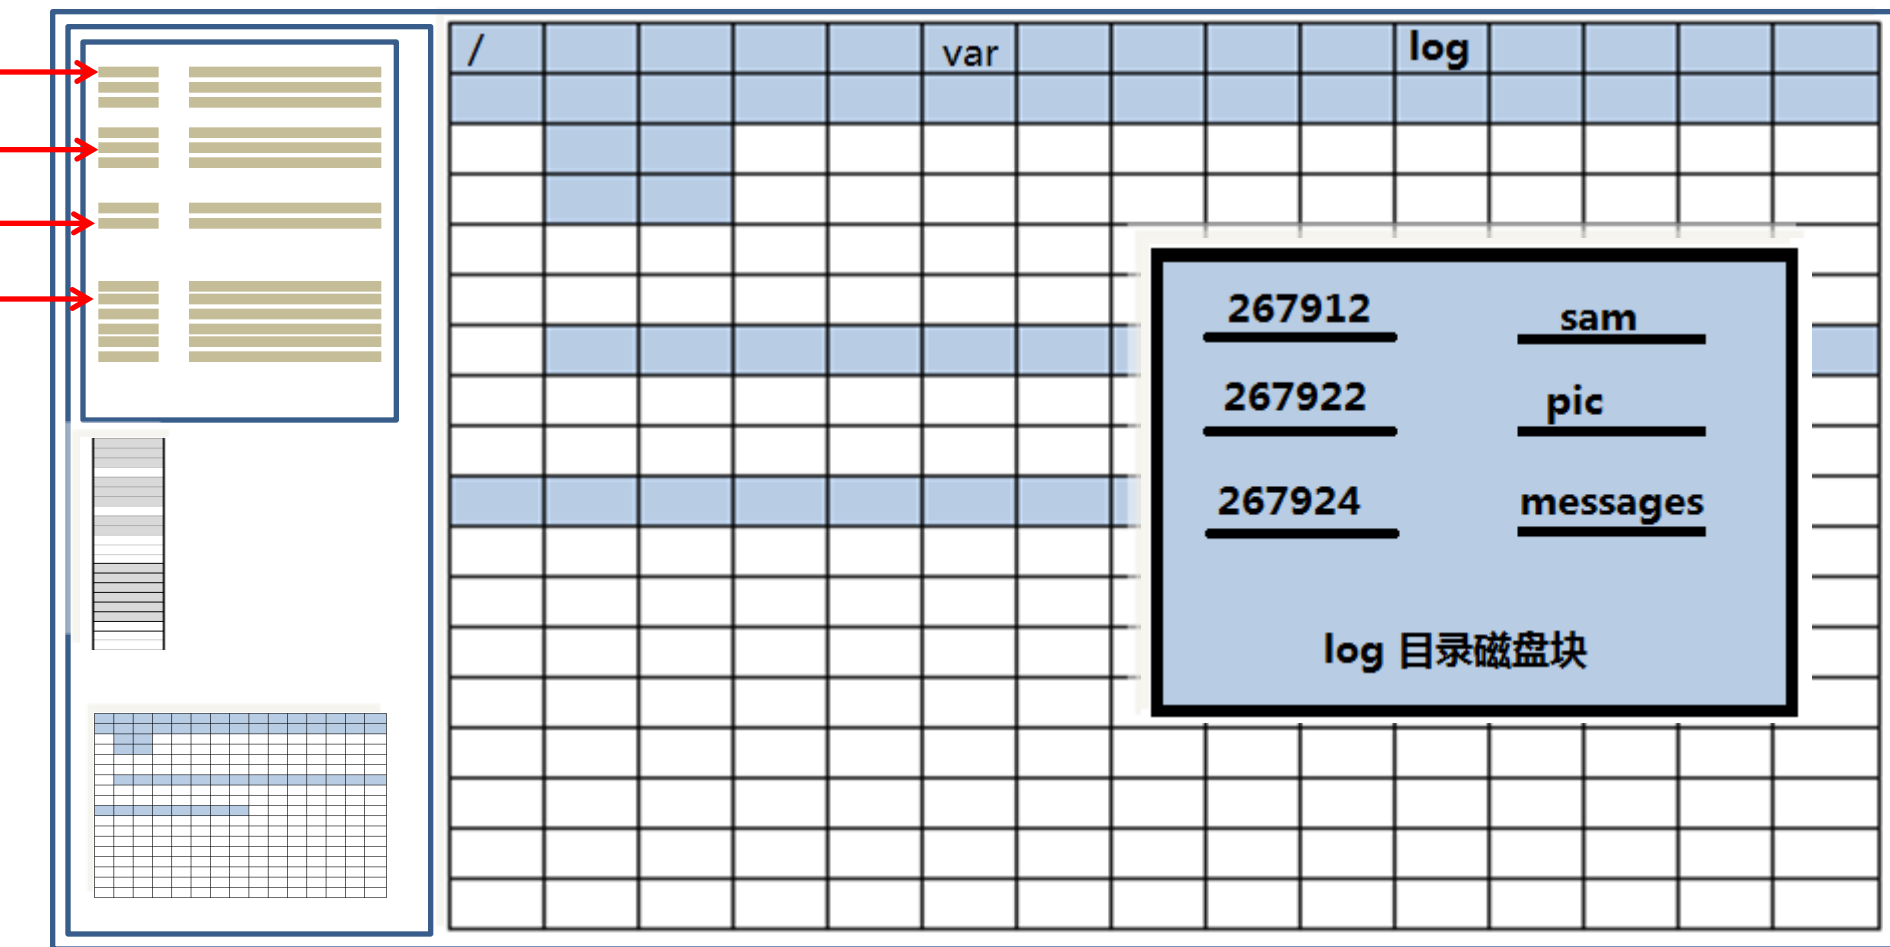 / var log
267912 sam
267922 pic
267924 messages
log 目录磁盘块